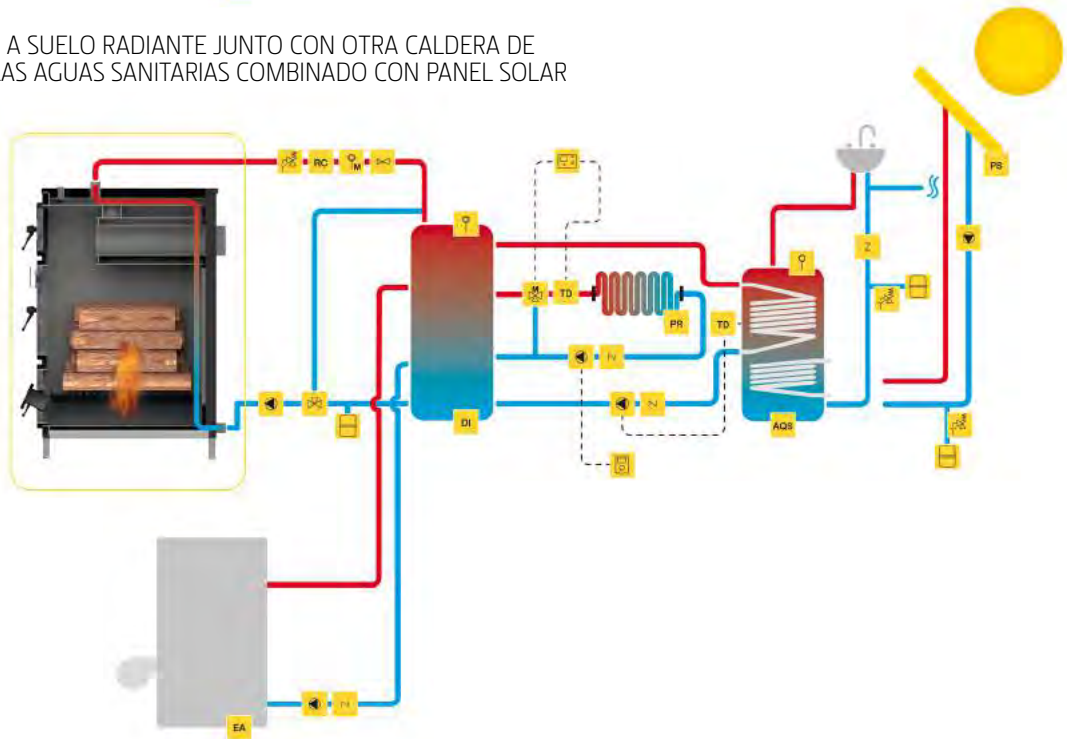 A SUELO RADIANTE JUNTO CON OTRA CALDERA DE
AS AGUAS SANITARIAS COMBINADO CON PANEL SOLAR
PS
RC
M
Z
M
TD
PR
TD
Z
Z
DI
AQS
Z
EA